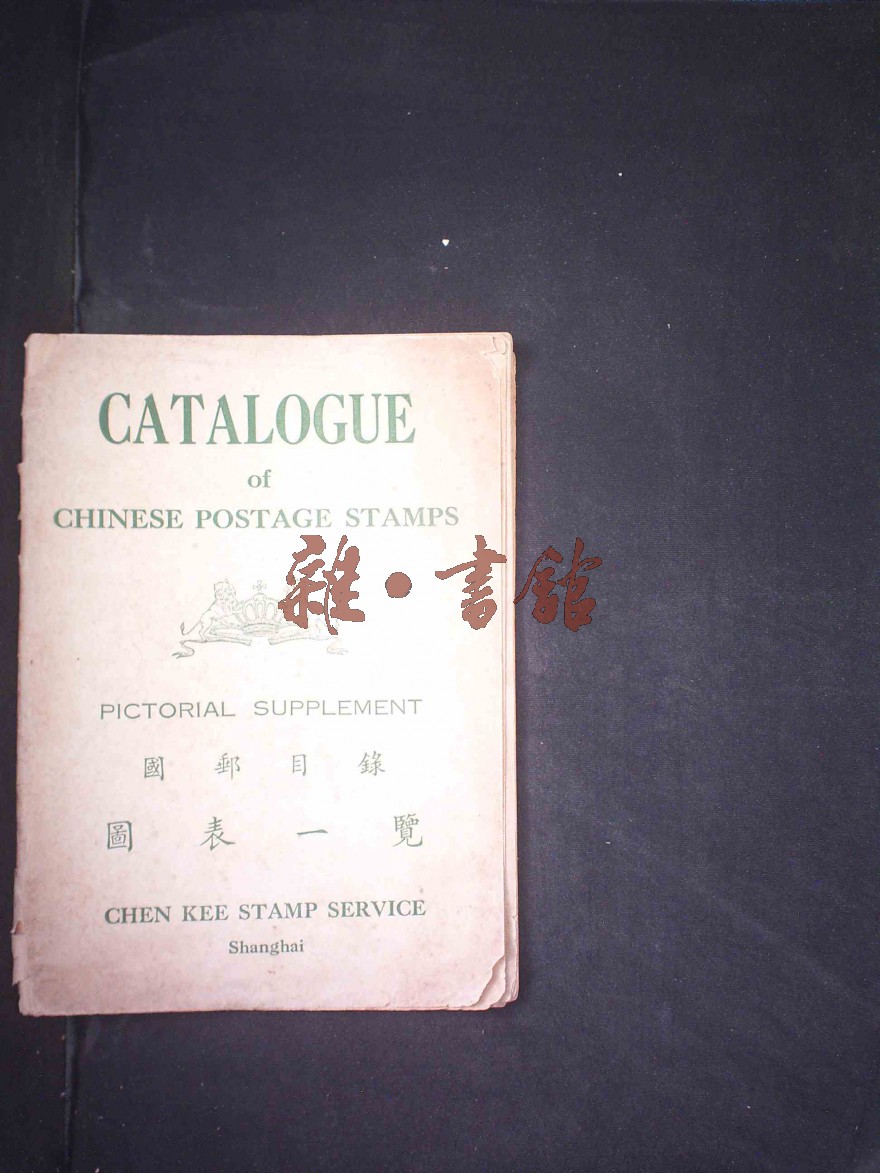 CATALOGUE
of
CHINESE POSTAGE STAMPS
雜·書館
PICTORIAL SUPPLEMENT
國郵目錄
圖表一覽
CHEN KEE STAMP SERVICE
Shanghai